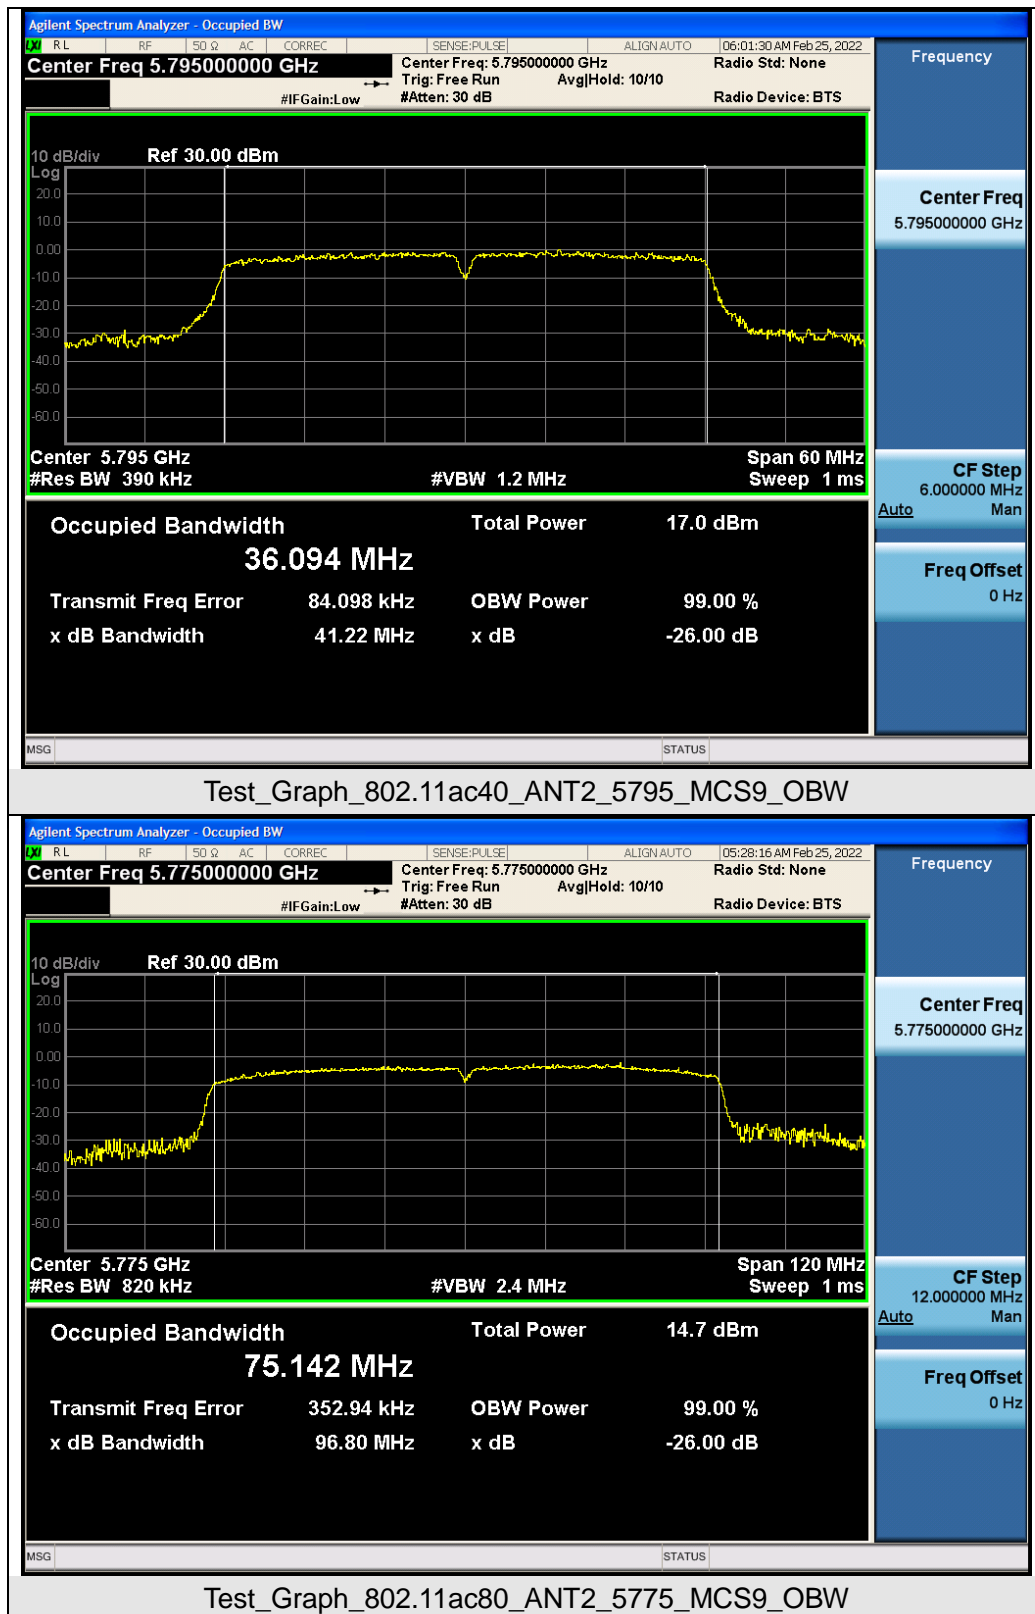 Agilent Spectrum Analyzer - Occupied BW
LXI RL RF 50 Ω AC CORREC SENSE:PULSE ALIGN AUTO 06:01:30 AM Feb 25, 2022
Center Freq 5.795000000 GHz
Center Freq: 5.795000000 GHz
Radio Std: None
Trig: Free Run Avg|Hold: 10/10
#IFGain:Low
#Atten: 30 dB
Radio Device: BTS
Frequency
10 dB/div Ref 30.00 dBm
Log
20.0
10.0
0.00
-10.0
-20.0
-30.0
-40.0
-50.0
-60.0
Center 5.795 GHz Span 60 MHz
#Res BW 390 kHz #VBW 1.2 MHz Sweep 1 ms
Center Freq
5.795000000 GHz
CF Step
6.000000 MHz
Auto Man
Freq Offset
0 Hz
Occupied Bandwidth Total Power 17.0 dBm
36.094 MHz
Transmit Freq Error 84.098 kHz OBW Power 99.00 %
x dB Bandwidth 41.22 MHz x dB -26.00 dB
MSG STATUS
Test_Graph_802.11ac40_ANT2_5795_MCS9_OBW
Agilent Spectrum Analyzer - Occupied BW
LXI RL RF 50 Ω AC CORREC SENSE:PULSE ALIGN AUTO 05:28:16 AM Feb 25, 2022
Center Freq 5.775000000 GHz
Center Freq: 5.775000000 GHz
Radio Std: None
Trig: Free Run Avg|Hold: 10/10
#IFGain:Low
#Atten: 30 dB
Radio Device: BTS
Frequency
10 dB/div Ref 30.00 dBm
Log
20.0
10.0
0.00
-10.0
-20.0
-30.0
-40.0
-50.0
-60.0
Center 5.775 GHz Span 120 MHz
#Res BW 820 kHz #VBW 2.4 MHz Sweep 1 ms
Center Freq
5.775000000 GHz
CF Step
12.000000 MHz
Auto Man
Freq Offset
0 Hz
Occupied Bandwidth Total Power 14.7 dBm
75.142 MHz
Transmit Freq Error 352.94 kHz OBW Power 99.00 %
x dB Bandwidth 96.80 MHz x dB -26.00 dB
MSG STATUS
Test_Graph_802.11ac80_ANT2_5775_MCS9_OBW